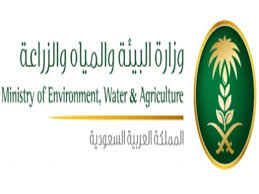 وزارة البيئة والمياه والزراعة
Ministry of Environment, Water & Agriculture
المملكة العربية السعودية